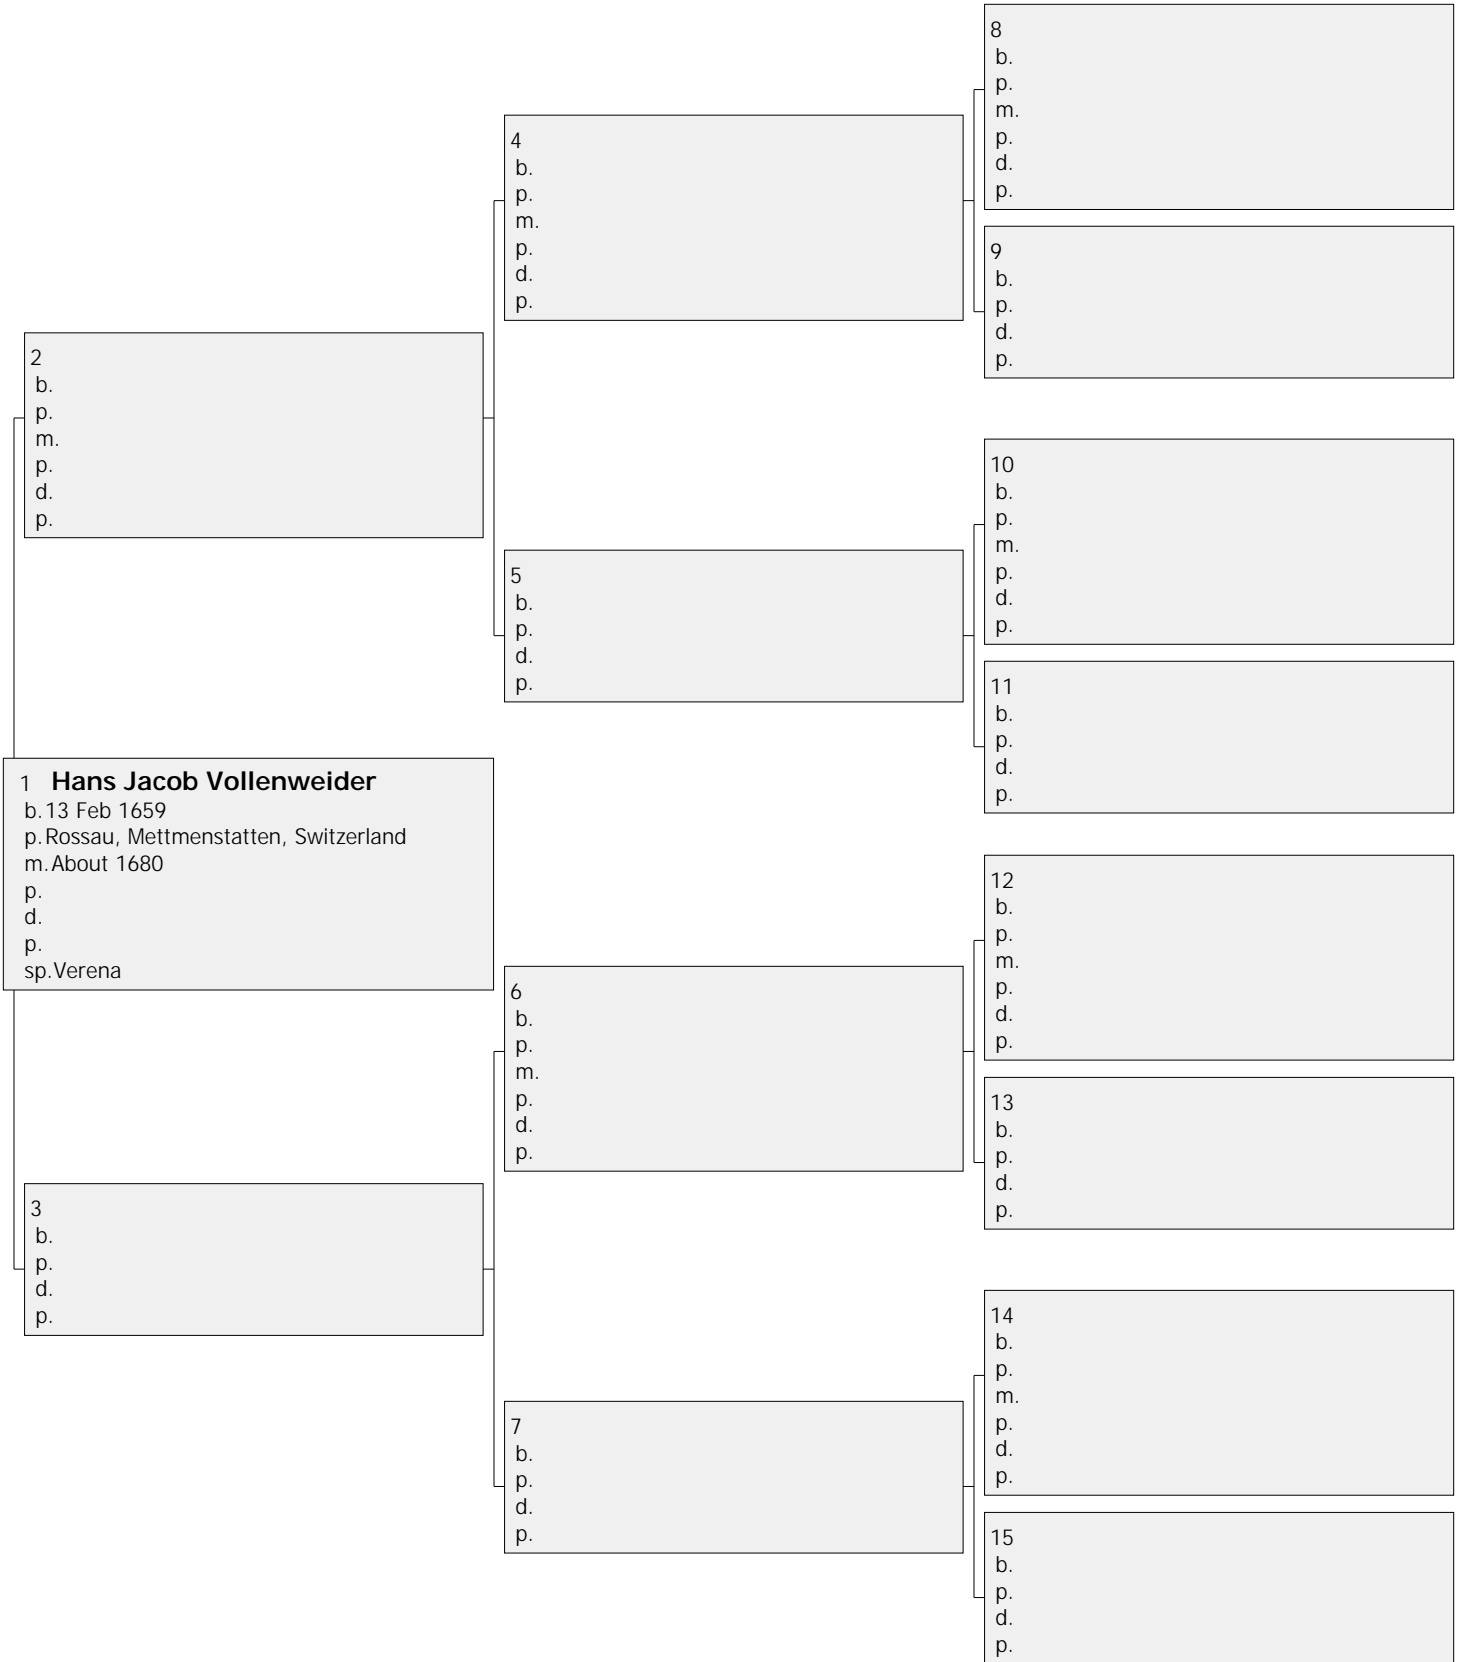 8
b.
p.
m.
p.
d.
p.
4
b.
p.
m.
p.
d.
p.
9
b.
p.
d.
p.
2
b.
p.
m.
p.
d.
p.
10
b.
p.
m.
p.
d.
p.
5
b.
p.
d.
p.
11
b.
p.
d.
p.
1 Hans Jacob Vollenweider
b. 13 Feb 1659
p. Rossau, Mettmenstatten, Switzerland
m. About 1680
p.
d.
p.
sp. Verena
12
b.
p.
m.
p.
d.
p.
6
b.
p.
m.
p.
d.
p.
13
b.
p.
d.
p.
3
b.
p.
d.
p.
14
b.
p.
m.
p.
d.
p.
7
b.
p.
d.
p.
15
b.
p.
d.
p.